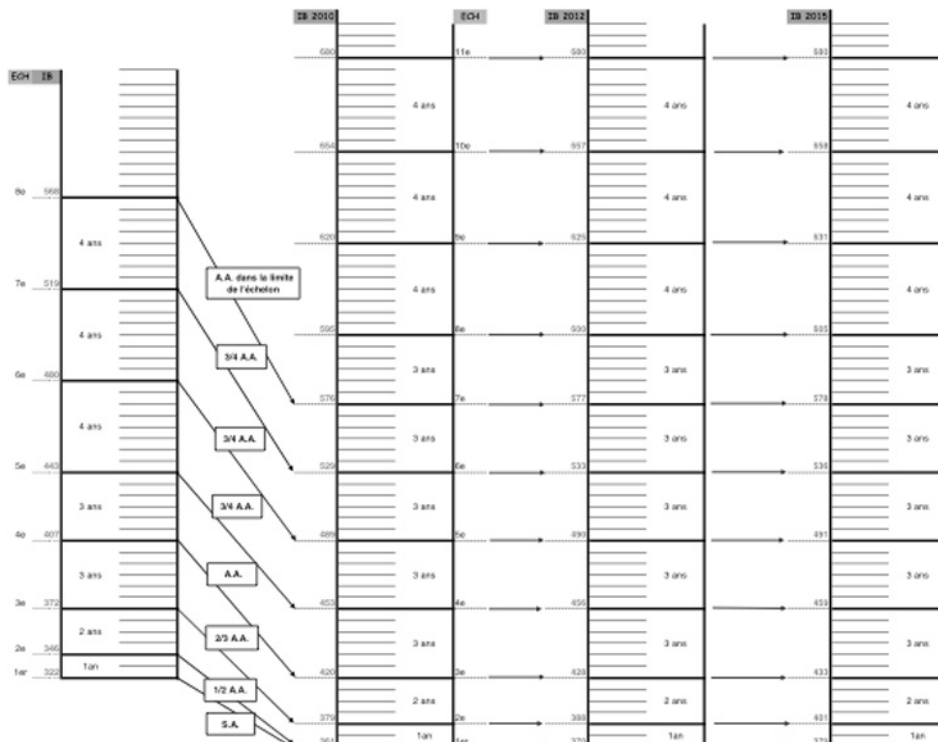 IB 2010 ECH IB 2012 IB 2015
680 11e 680 680
ECH IB
4 ans 4 ans 4 ans
654 10e 657 658
8e 568
4 ans 4 ans 4 ans
4 ans
620 9e 625 631
A.A. dans la limite
de l'échelon
7e 519
4 ans 4 ans 4 ans
4 ans
595 8e 600 605
3/4 A.A.
3 ans 3 ans 3 ans
6e 480
576 7e 577 578
4 ans
3/4 A.A.
3 ans 3 ans 3 ans
5e 443
529 6e 533 536
3 ans
3/4 A.A.
3 ans 3 ans 3 ans
4e 407
489 5e 490 491
3 ans
A.A.
3 ans 3 ans 3 ans
3e 372
453 4e 456 459
2 ans
2/3 A.A.
3 ans 3 ans 3 ans
2e 346
1an
1er 322
420 3e 428 433
1/2 A.A.
2 ans 2 ans 2 ans
S.A.
379 2e 388 401
1an 1an 1an